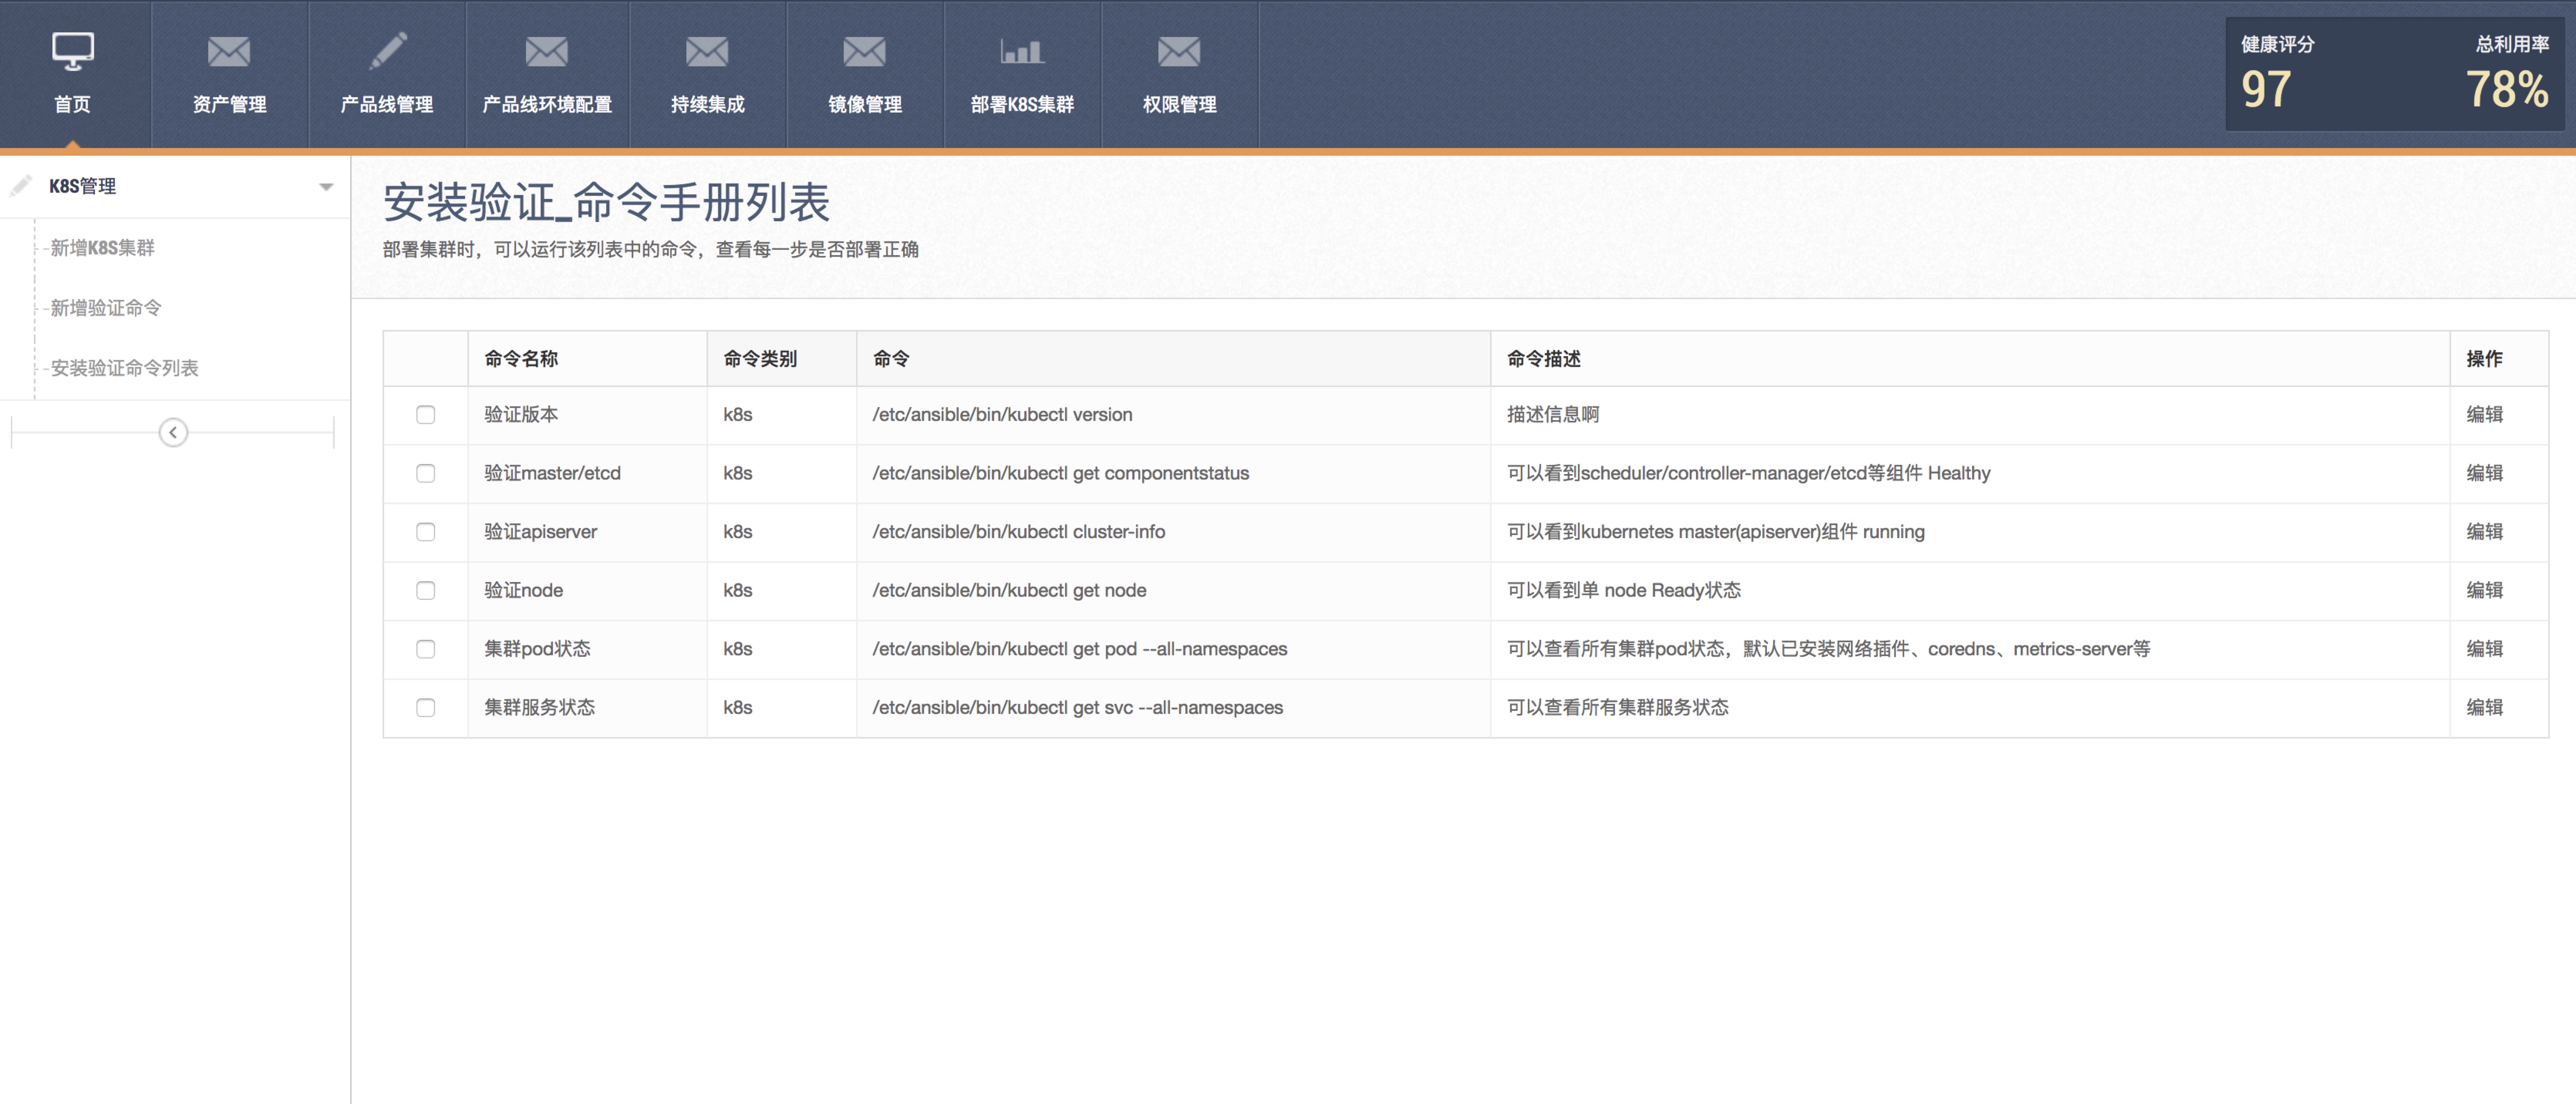 首页
资产管理
产品线管理
产品线环境配置
持续集成
镜像管理
部署K8S集群
权限管理
健康评分 总利用率
97 78%
K8S管理
新增K8S集群
新增验证命令
安装验证命令列表
安装验证_命令手册列表
部署集群时，可以运行该列表中的命令，查看每一步是否部署正确
命令名称 命令类别 命令 命令描述 操作
验证版本 k8s /etc/ansible/bin/kubectl version 描述信息啊 编辑
验证master/etcd k8s /etc/ansible/bin/kubectl get componentstatus 可以看到scheduler/controller-manager/etcd等组件 Healthy 编辑
验证apiserver k8s /etc/ansible/bin/kubectl cluster-info 可以看到kubernetes master(apiserver)组件 running 编辑
验证node k8s /etc/ansible/bin/kubectl get node 可以看到单 node Ready状态 编辑
集群pod状态 k8s /etc/ansible/bin/kubectl get pod --all-namespaces 可以查看所有集群pod状态，默认已安装网络插件、coredns、metrics-server等 编辑
集群服务状态 k8s /etc/ansible/bin/kubectl get svc --all-namespaces 可以查看所有集群服务状态 编辑